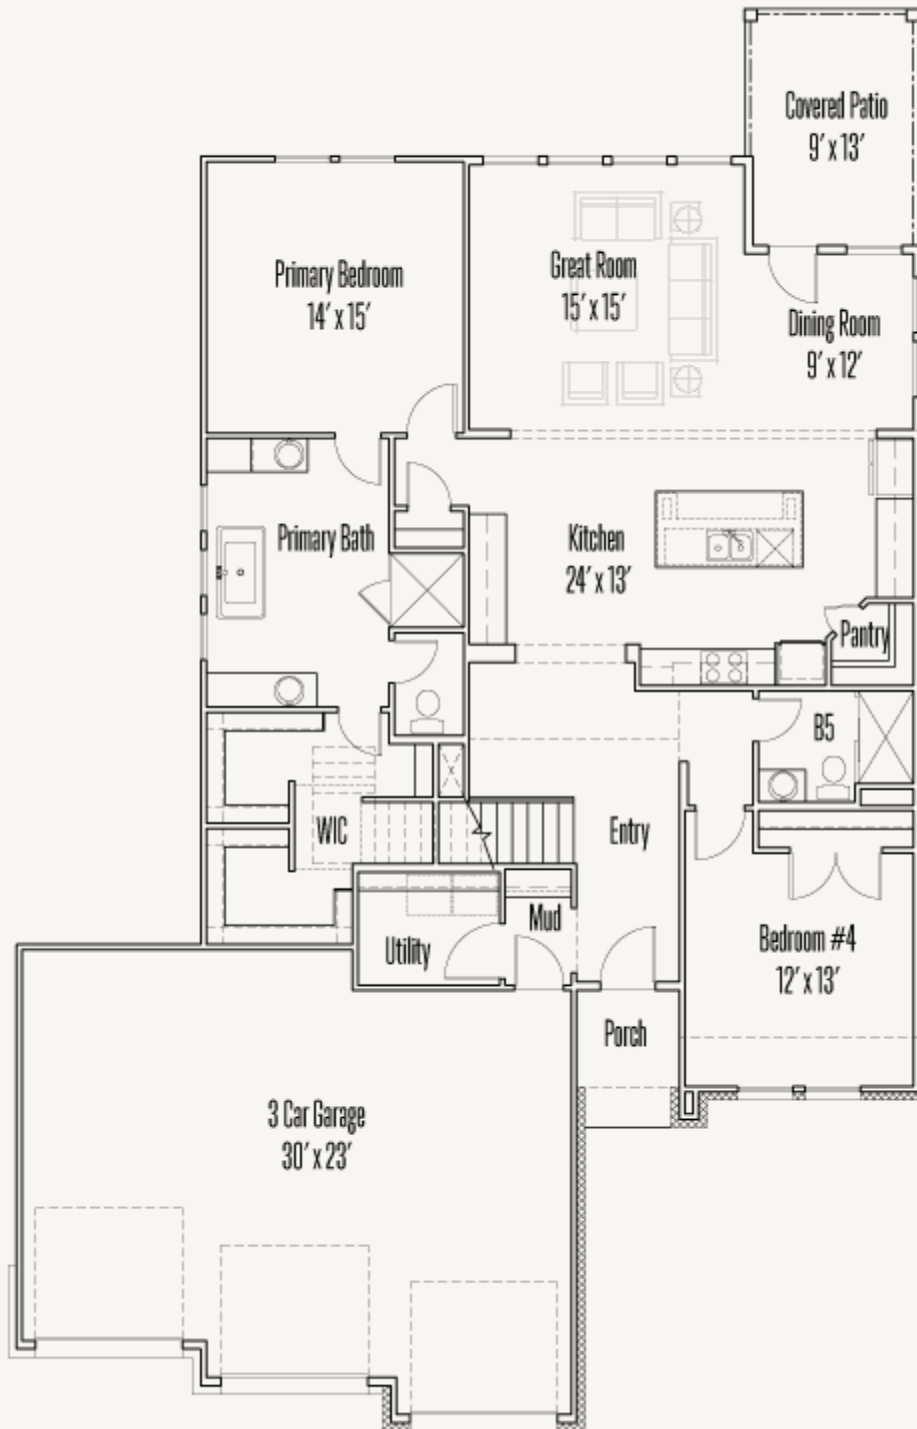 Covered Patio
9′ x 13′
Primary Bedroom
14′ x 15′
Great Room
15′ x 15′
Dining Room
9′ x 12′
Primary Bath
Kitchen
24′ x 13′
Pantry
B5
WIC
Entry
Mud
Utility
Bedroom #4
12′ x 13′
Porch
3 Car Garage
30′ x 23′